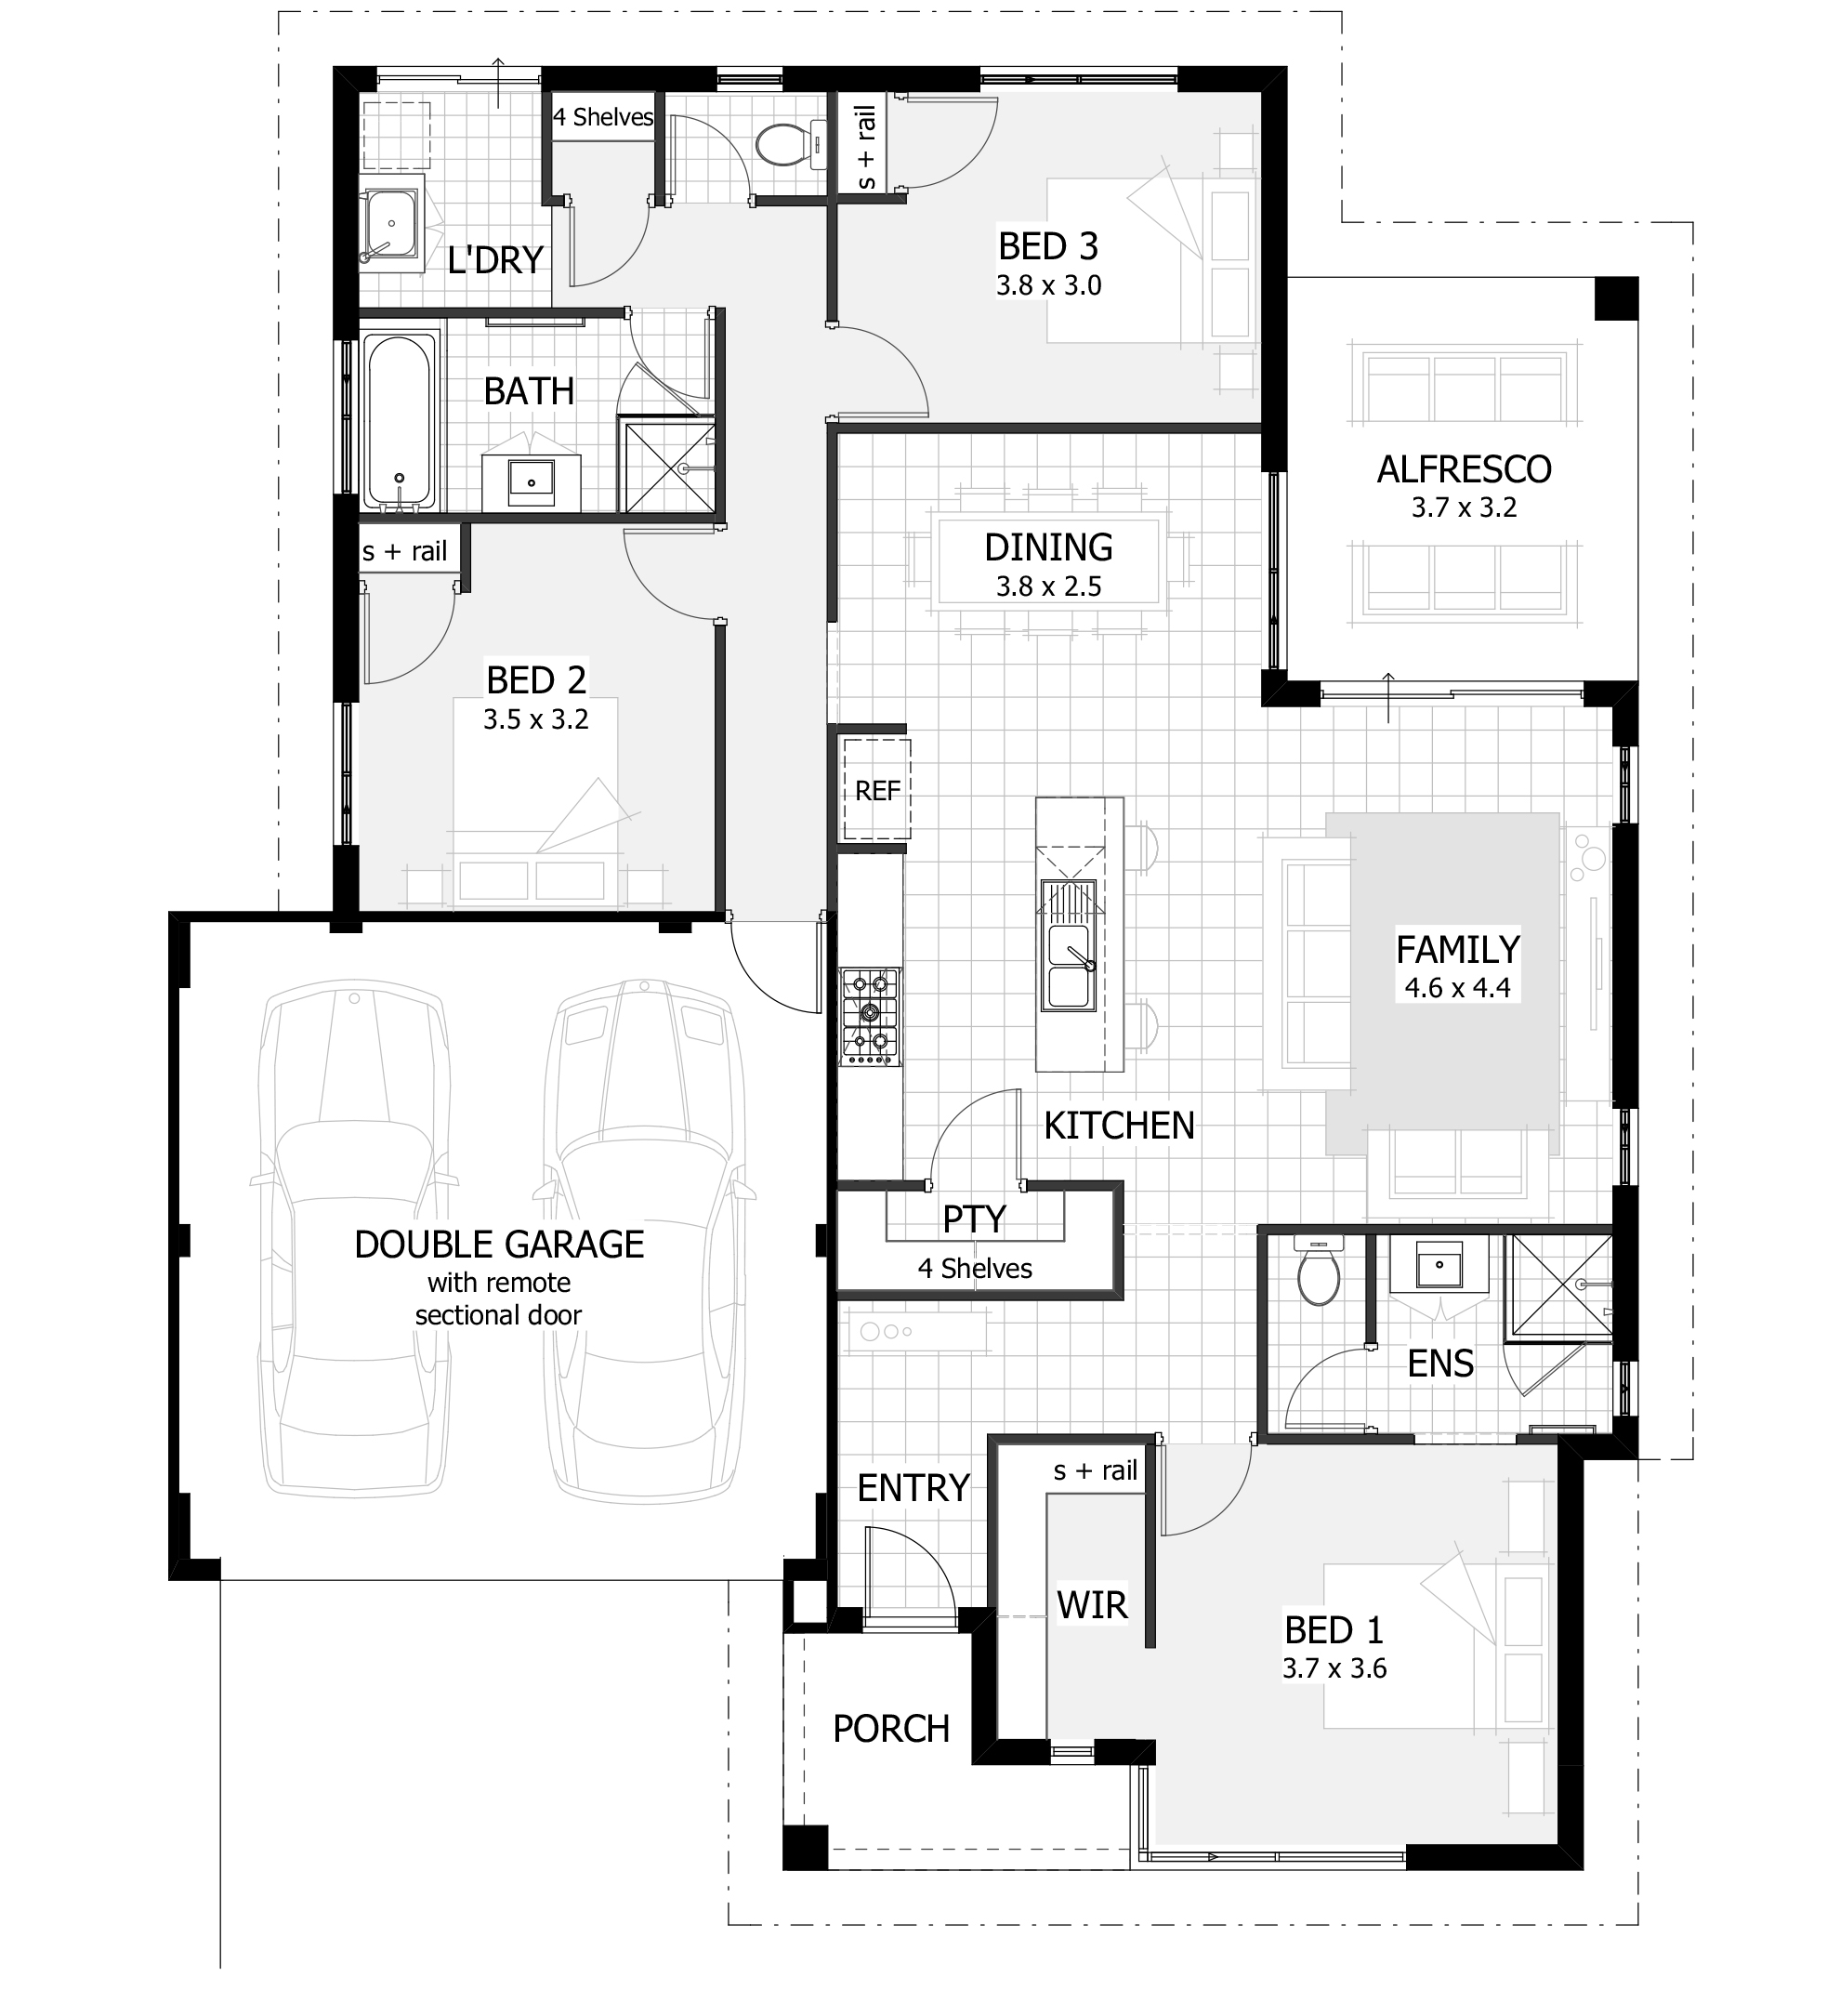 4 Shelves
s + rail
L'DRY
BED 3
3.8 x 3.0
BATH
ALFRESCO
3.7 x 3.2
s + rail
DINING
3.8 x 2.5
BED 2
3.5 x 3.2
REF
FAMILY
4.6 x 4.4
KITCHEN
PTY
4 Shelves
DOUBLE GARAGE
with remote
sectional door
ENS
s + rail
ENTRY
WIR
BED 1
3.7 x 3.6
PORCH